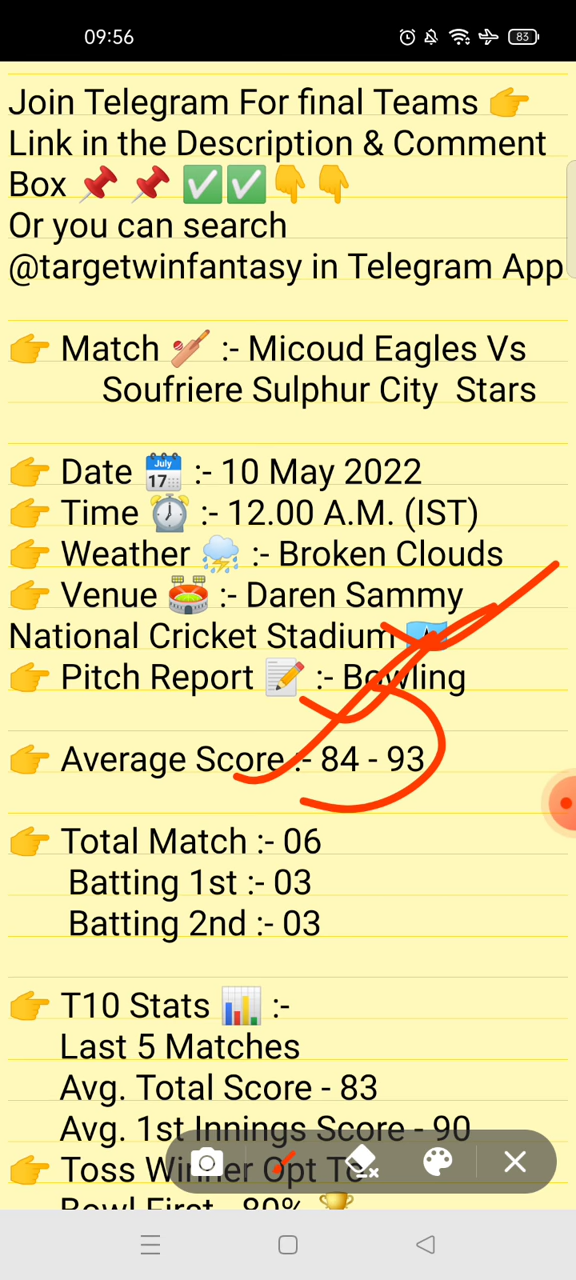 09:56
83
Join Telegram For final Teams 👉
Link in the Description & Comment
Box 📌 📌 ✅✅👇👇
Or you can search
@targetwinfantasy in Telegram App
👉 Match 🏏 :- Micoud Eagles Vs
Soufriere Sulphur City Stars
👉 Date 📅 :- 10 May 2022
👉 Time ⏰ :- 12.00 A.M. (IST)
👉 Weather ⛈️ :- Broken Clouds
👉 Venue 🏟️ :- Daren Sammy
National Cricket Stadium
👉 Pitch Report 📝 :- Bowling
👉 Average Score :- 84 - 93
👉 Total Match :- 06
Batting 1st :- 03
Batting 2nd :- 03
👉 T10 Stats 📊 :-
Last 5 Matches
Avg. Total Score - 83
Avg. 1st Innings Score - 90
👉 Toss Winner Opt To
Bowl First - 80% 🏆